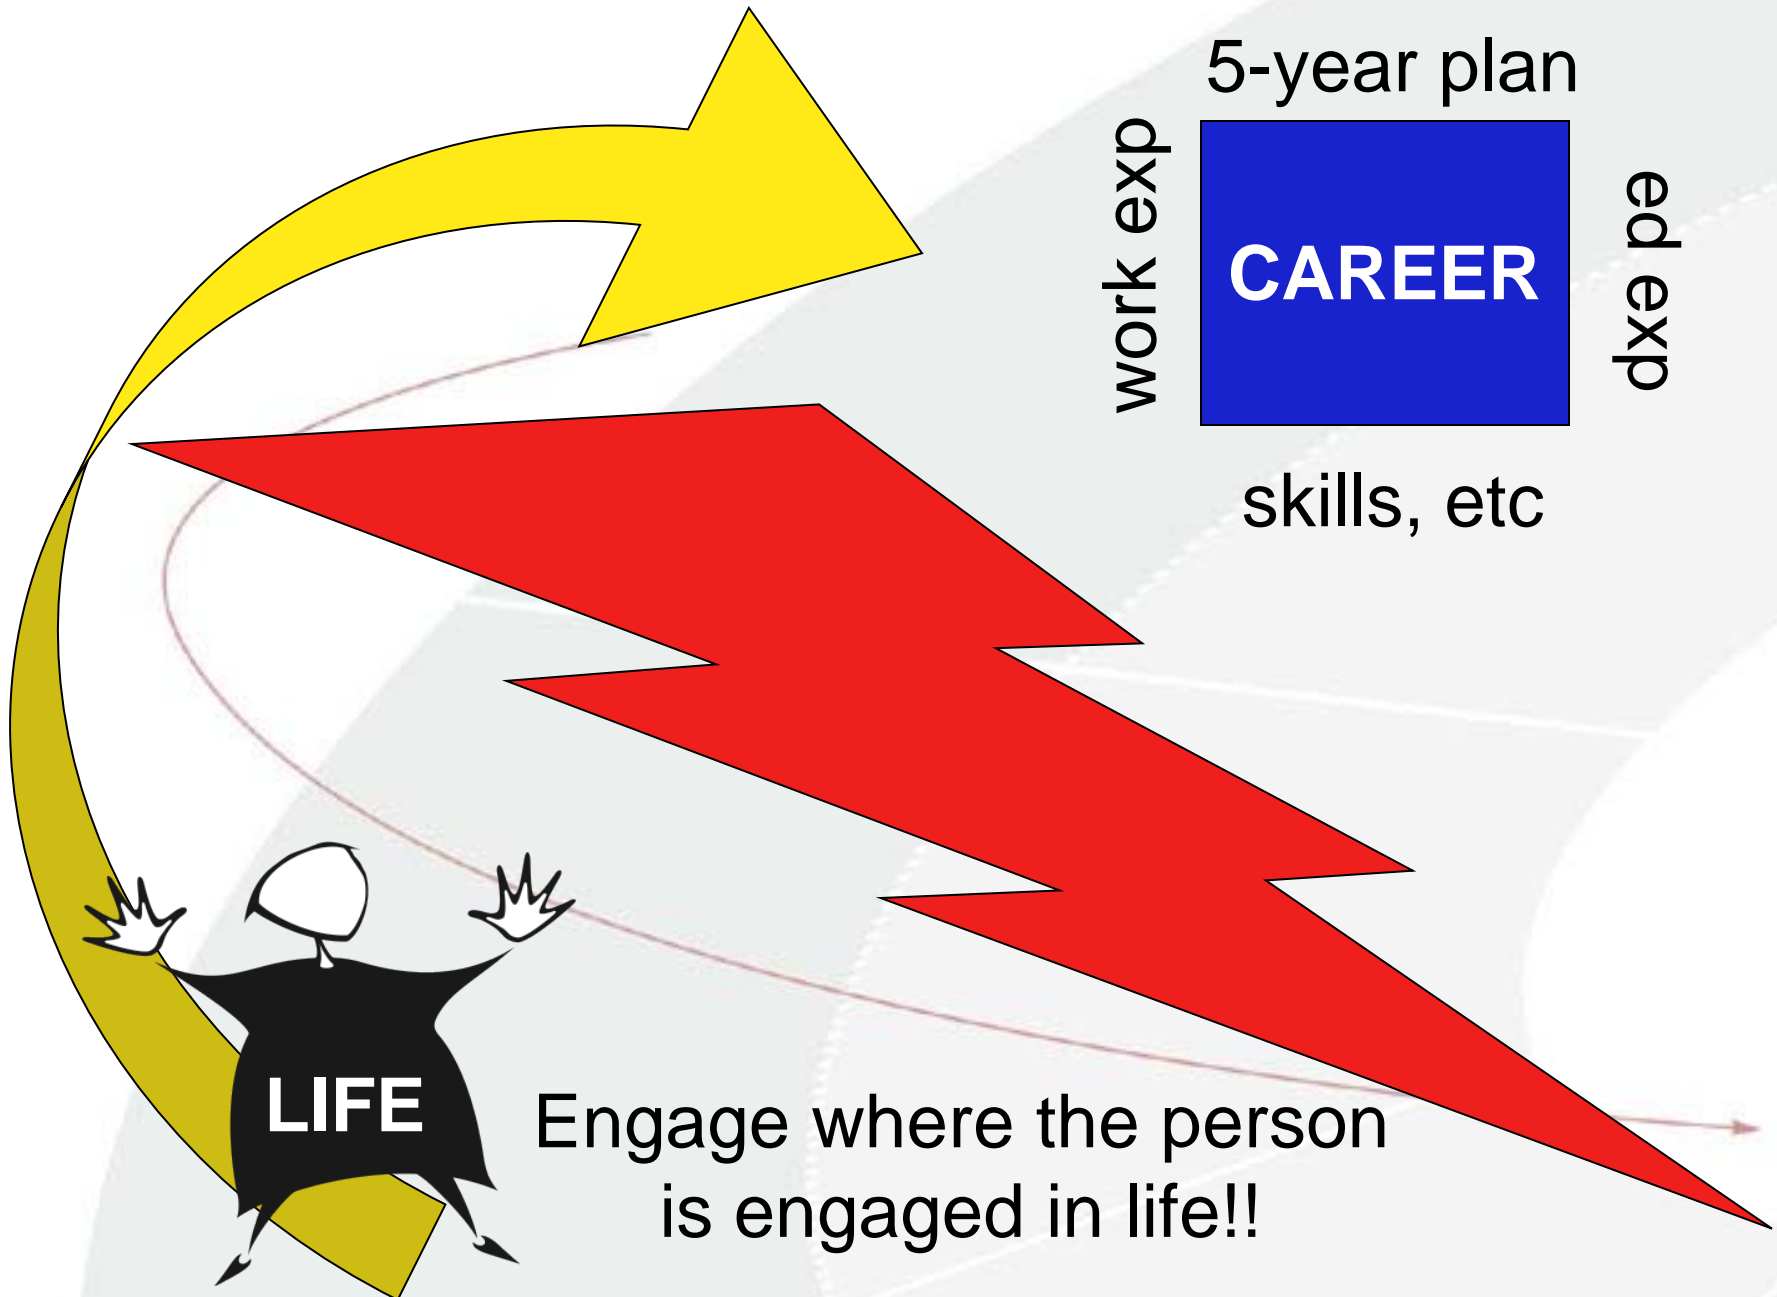 5-year plan
work exp
CAREER
ed exp
skills, etc
LIFE
Engage where the person
is engaged in life!!